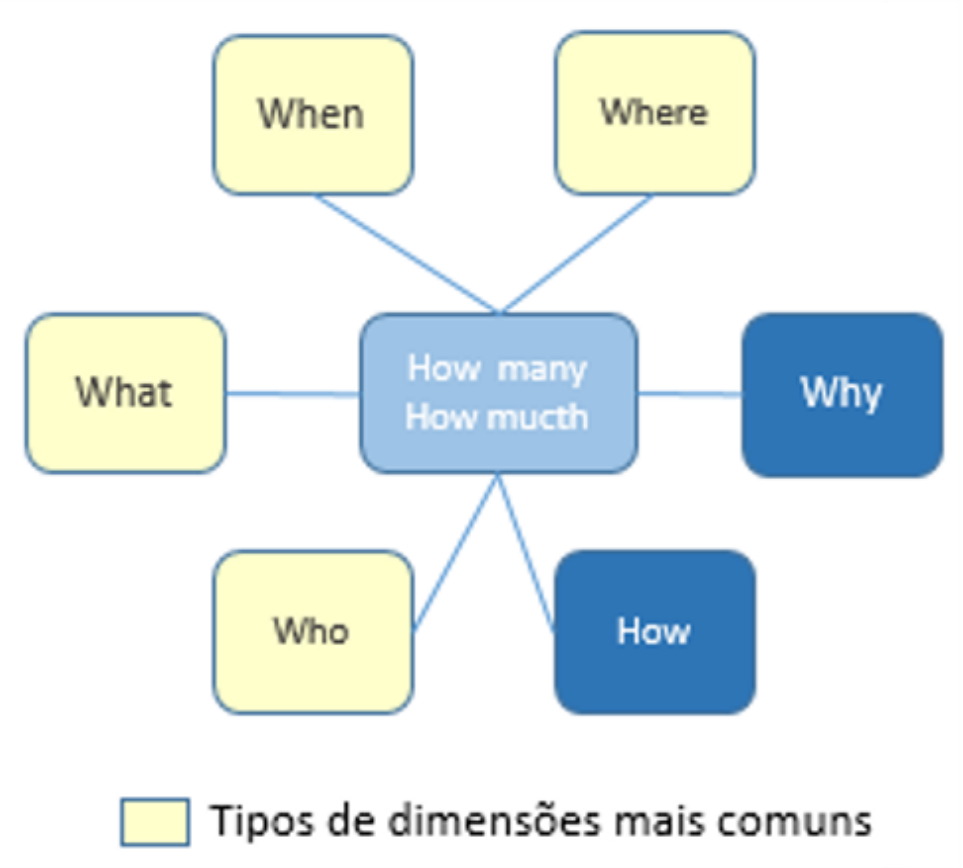 When
Where
What
How many
How mucth
Why
Who
How
Tipos de dimensões mais comuns